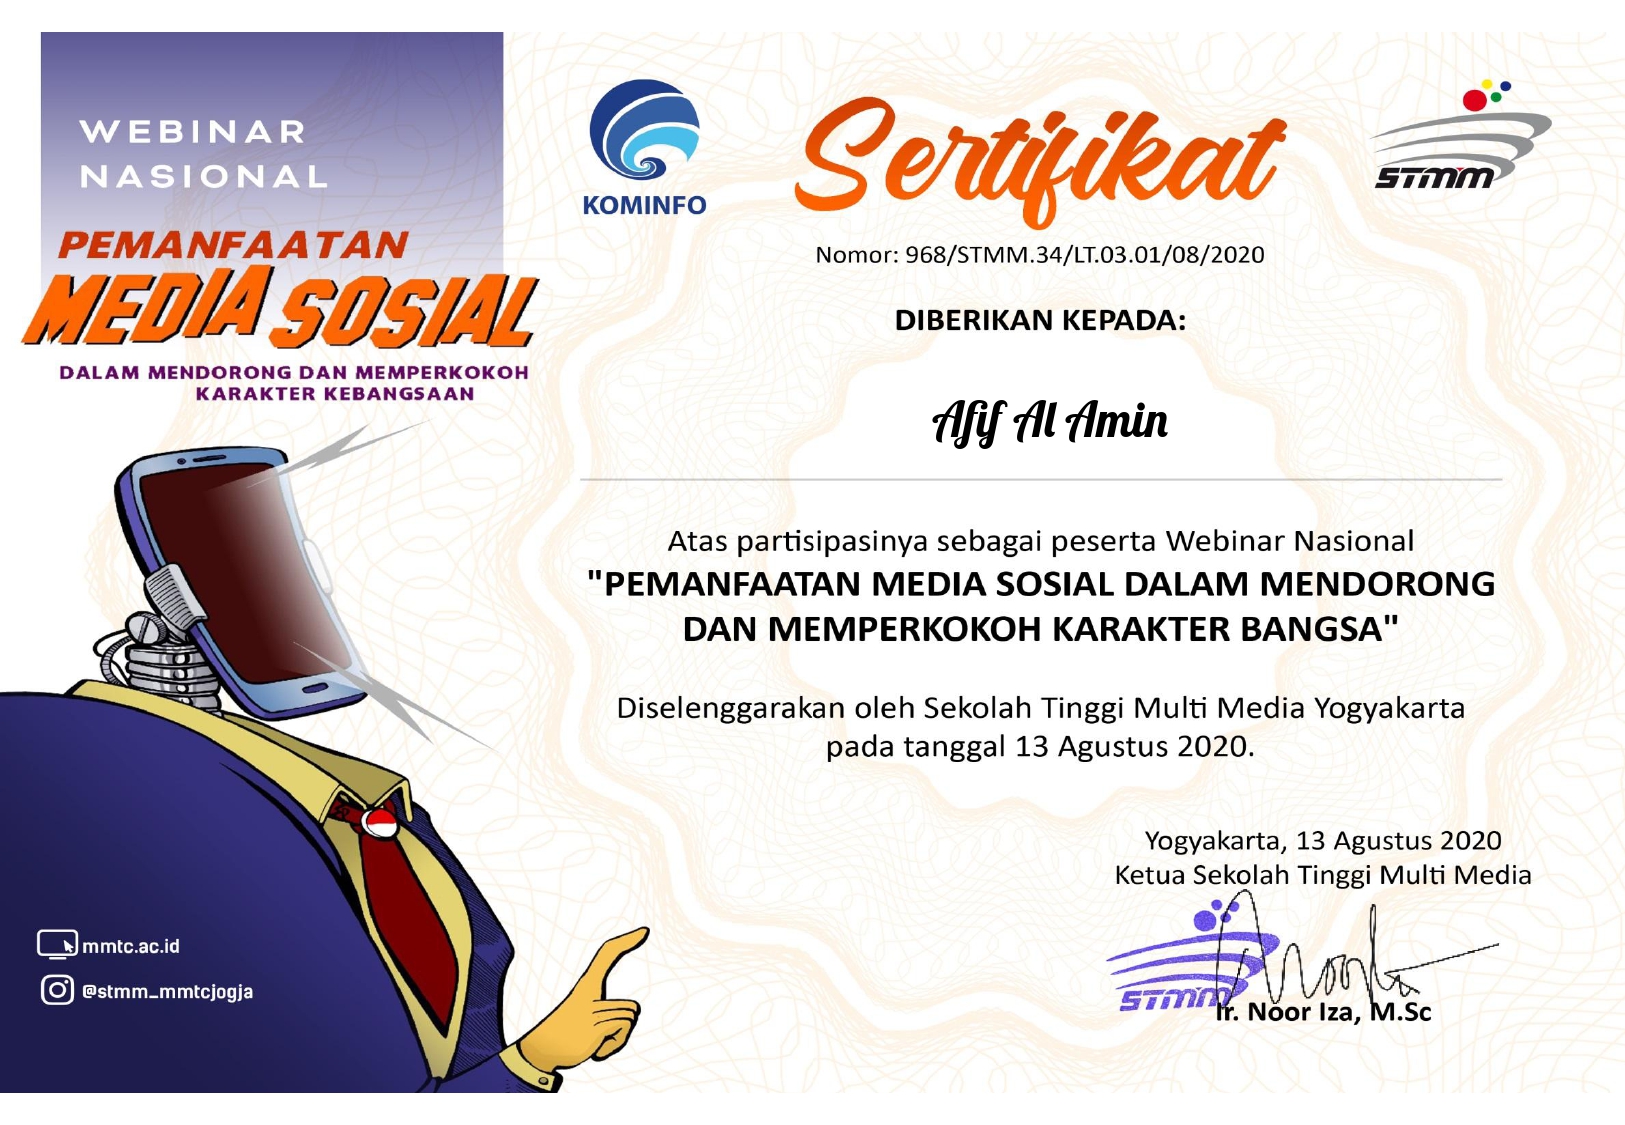 WEBINAR
NASIONAL
PEMANFAATAN
MEDIA SOSIAL
DALAM MENDORONG DAN MEMPERKOKOH
KARAKTER KEBANGSAAN
KOMINFO
Sertifikat
STMM
Nomor: 968/STMM.34/LT.03.01/08/2020
DIBERIKAN KEPADA:
Afif Al Amin
Atas partisipasinya sebagai peserta Webinar Nasional
"PEMANFAATAN MEDIA SOSIAL DALAM MENDORONG
DAN MEMPERKOKOH KARAKTER BANGSA"
Diselenggarakan oleh Sekolah Tinggi Multi Media Yogyakarta
pada tanggal 13 Agustus 2020.
Yogyakarta, 13 Agustus 2020
Ketua Sekolah Tinggi Multi Media
STMM
Ir. Noor Iza, M.Sc
mmtc.ac.id
@stmm_mmtcjogja